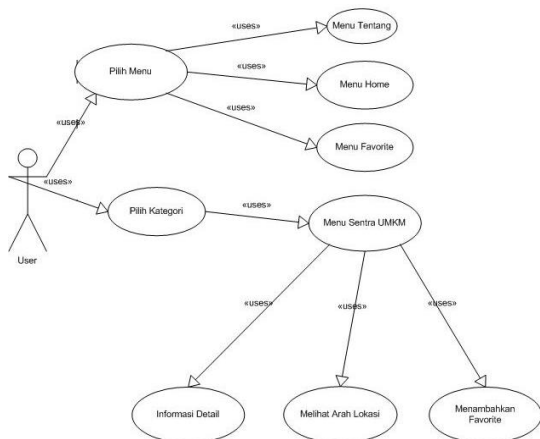 «uses»
Menu Tentang
Pilih Menu
«uses»
Menu Home
«uses»
Menu Favorite
«uses»
«uses»
Pilih Kategori
«uses»
Menu Sentra UMKM
User
«uses»
«uses»
«uses»
Informasi Detail
Melihat Arah Lokasi
Menambahkan
Favorite